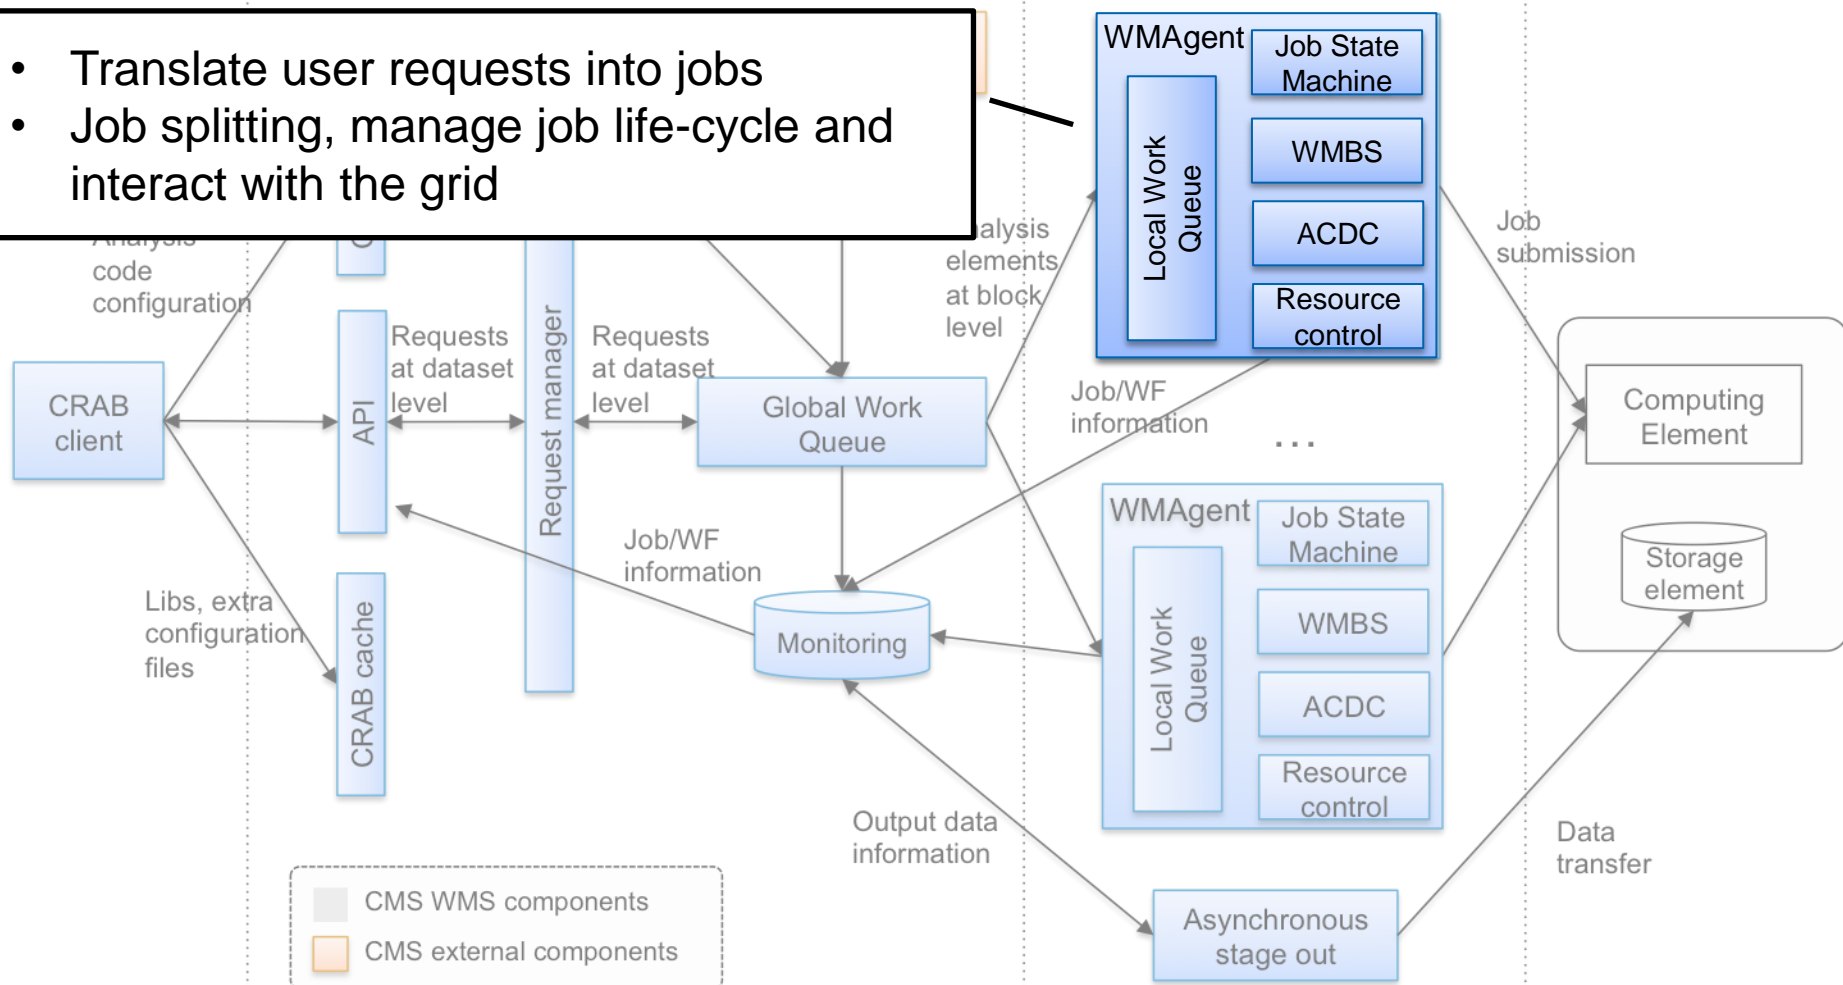 • Translate user requests into jobs
• Job splitting, manage job life-cycle and
interact with the grid
WMAgent
Job State
Machine
WMBS
ACDC
Resource
control
Local Work
Queue
code
configuration
elements
at block
level
Job
submission
CRAB
client
API
Requests
at dataset
level
Request manager
Requests
at dataset
level
Global Work
Queue
Job/WF
information
...
Computing
Element
Storage
element
WMAgent
Job State
Machine
WMBS
ACDC
Resource
control
Local Work
Queue
Job/WF
information
Monitoring
Libs, extra
configuration
files
CRAB cache
Output data
information
Data
transfer
Asynchronous
stage out
CMS WMS components
CMS external components